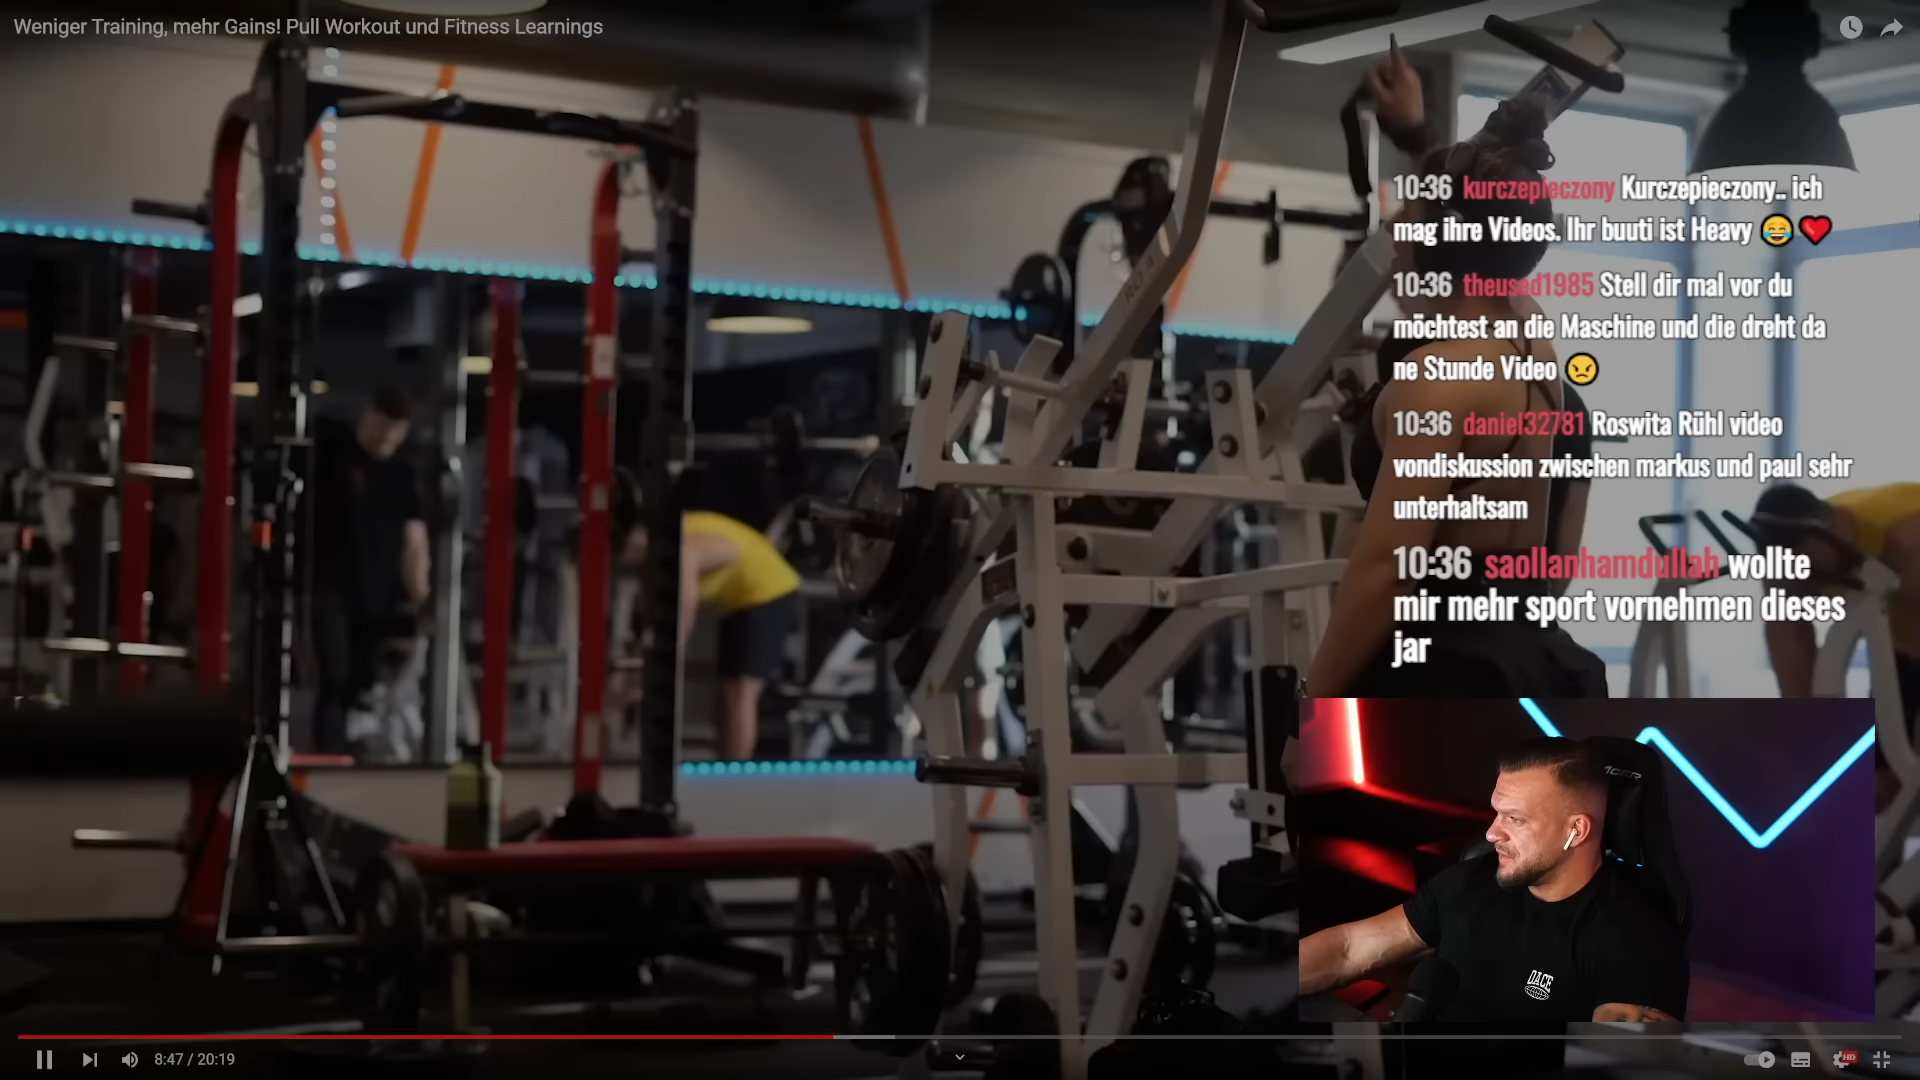 Weniger Training, mehr Gains! Pull Workout und Fitness Learnings
10:36 kurczepieczony Kurczepieczony.. ich
mag ihre Videos. Ihr buuti ist Heavy 😂❤️
10:36 theused1985 Stell dir mal vor du
möchtest an die Maschine und die dreht da
ne Stunde Video 😠
10:36 daniel32781 Roswita Rühl video
vondiskussion zwischen markus und paul sehr
unterhaltsam
10:36 saollanhamdullah wollte
mir mehr sport vornehmen dieses
jar
DACE
8:47 / 20:19
HD